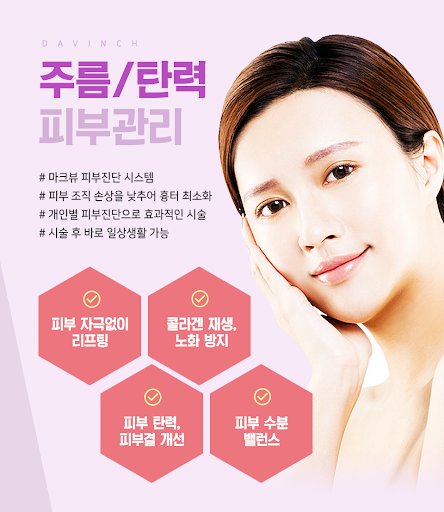 DAVINCH
주름/탄력
피부관리
# 마크뷰 피부진단 시스템
# 피부 조직 손상을 낮추어 흉터 최소화
# 개인별 피부진단으로 효과적인 시술
# 시술 후 바로 일상생활 가능
피부 자극없이
리프팅
콜라겐 재생,
노화 방지
피부 탄력,
피부결 개선
피부 수분
밸런스